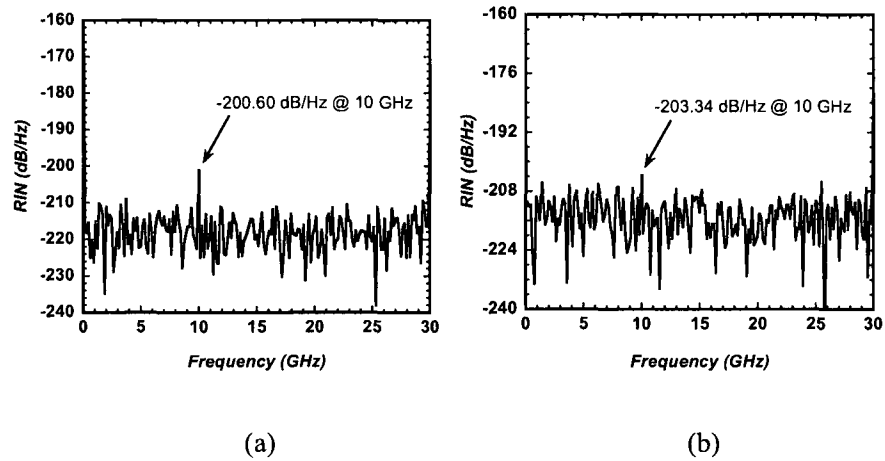 -160
-170
-180
-190
-200
-210
-220
-230
-240
RIN (dB/Hz)
-200.60 dB/Hz @ 10 GHz
0 5 10 15 20 25 30
Frequency (GHz)
(a)
-160
-176
-192
-208
-224
-240
RIN (dB/Hz)
-203.34 dB/Hz @ 10 GHz
0 5 10 15 20 25 30
Frequency (GHz)
(b)